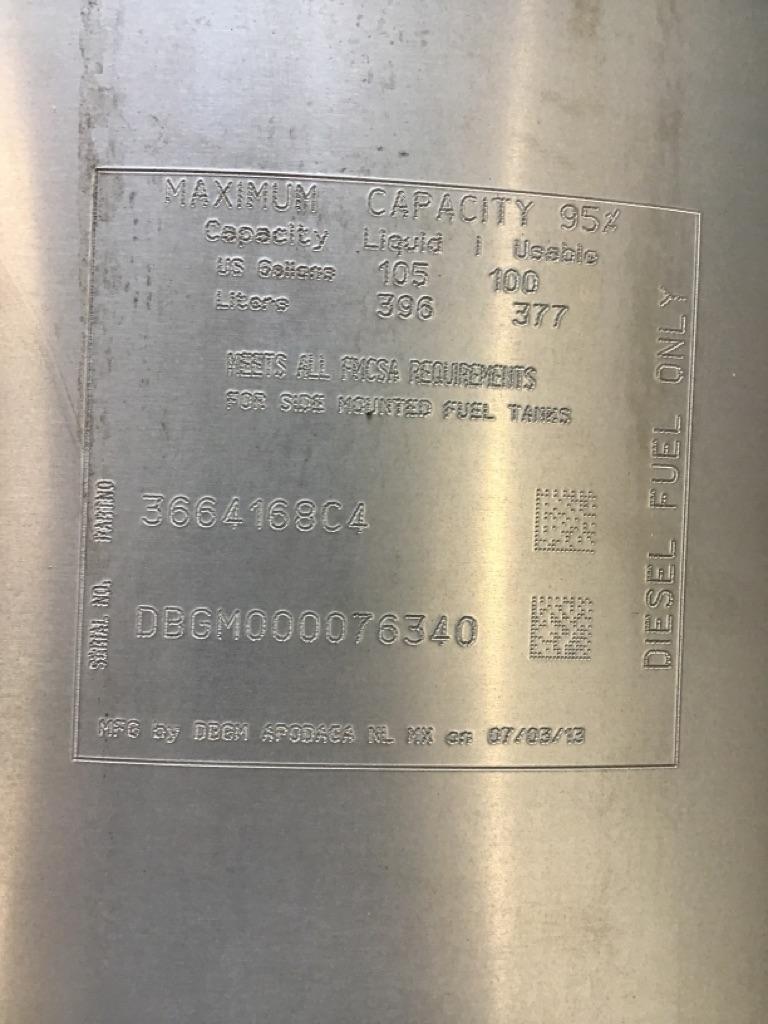 MAXIMUM CAPACITY 95%
Capacity Liquid | Usable
US Gallons 105 100
Liters 396 377
MEETS ALL FMCSA REQUIREMENTS
FOR SIDE MOUNTED FUEL TANKS
PARTNO 3664168C4
SERIAL NO. DBGM000076340
MFG by DBGM APODACA NL MX on 07/03/13
DIESEL FUEL ONLY